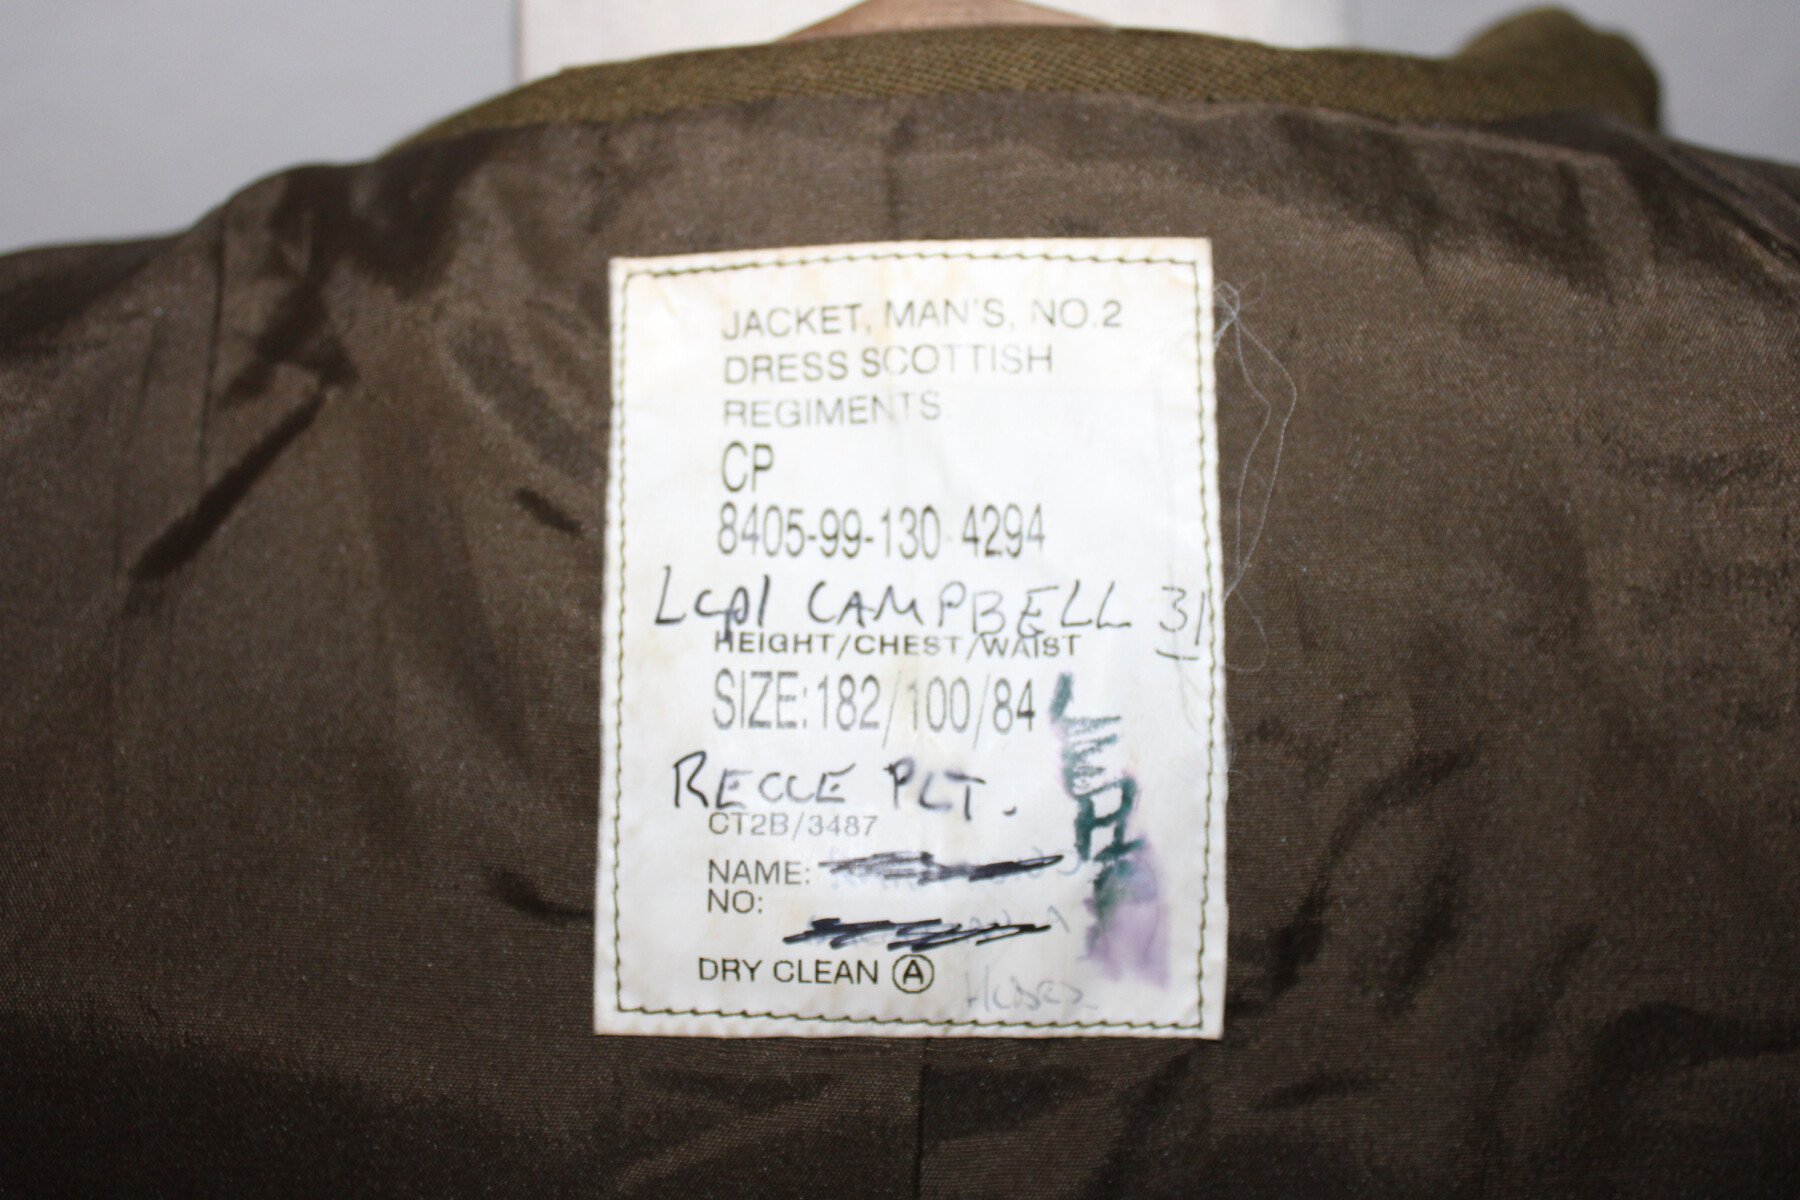 JACKET, MAN'S, NO.2
DRESS SCOTTISH
REGIMENTS.
CP
8405-99-130-4294
Lcpl CAMPBELL 31
HEIGHT/CHEST/WAIST
SIZE: 182/100/84
RECCE PLT.
CT2B/3487
NAME:
NO:
DRY CLEAN Ⓐ